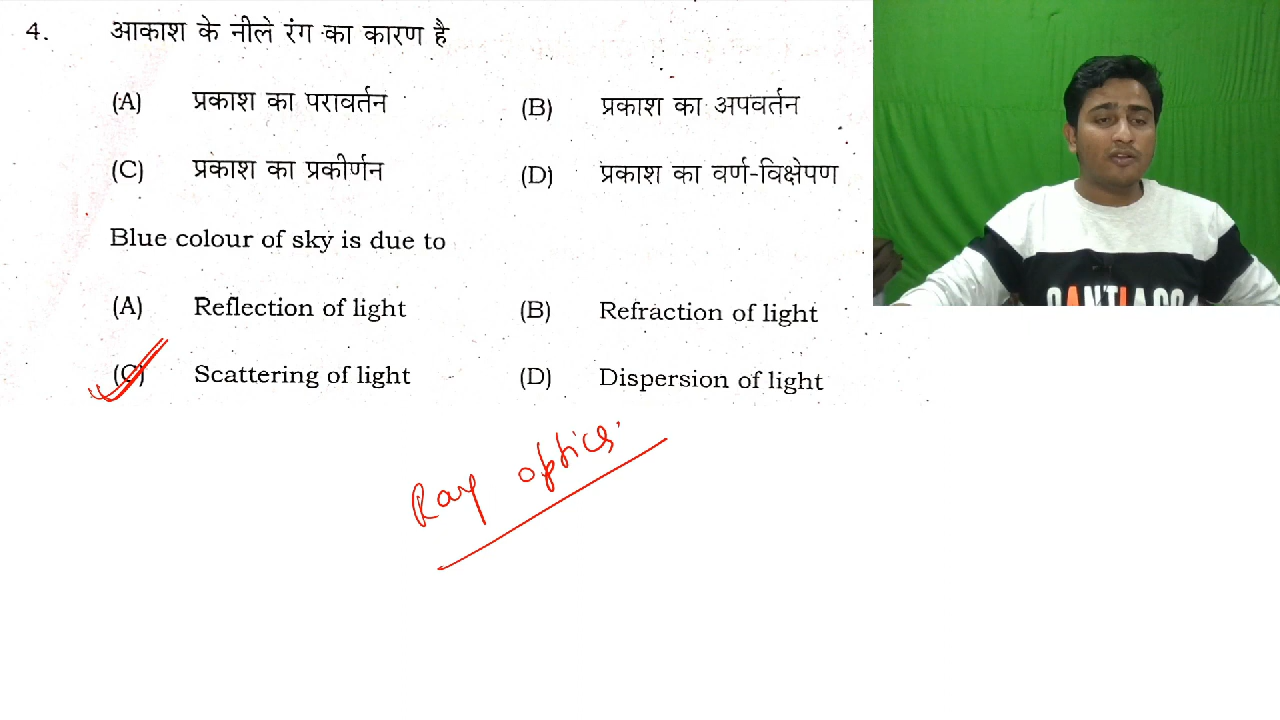 4. आकाश के नीले रंग का कारण है
(A) प्रकाश का परावर्तन (B) प्रकाश का अपवर्तन
(C) प्रकाश का प्रकीर्णन (D) प्रकाश का वर्ण-विक्षेपण
Blue colour of sky is due to
(A) Reflection of light (B) Refraction of light
(C) Scattering of light (D) Dispersion of light
Ray optics